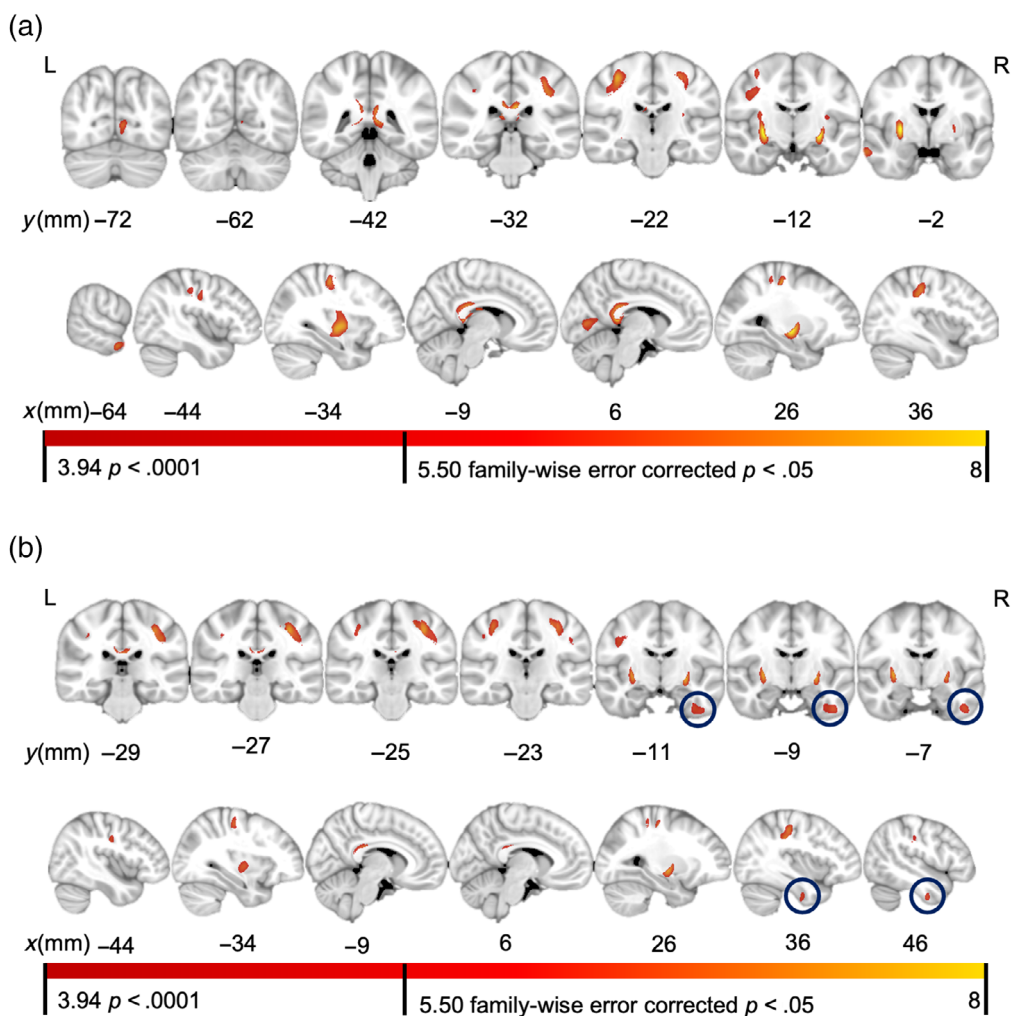 (a)
L R
y(mm) –72 –62 –42 –32 –22 –12 –2
x(mm) –64 –44 –34 –9 6 26 36
3.94 p < .0001 5.50 family-wise error corrected p < .05 8
(b)
L R
y(mm) –29 –27 –25 –23 –11 –9 –7
x(mm) –44 –34 –9 6 26 36 46
3.94 p < .0001 5.50 family-wise error corrected p < .05 8